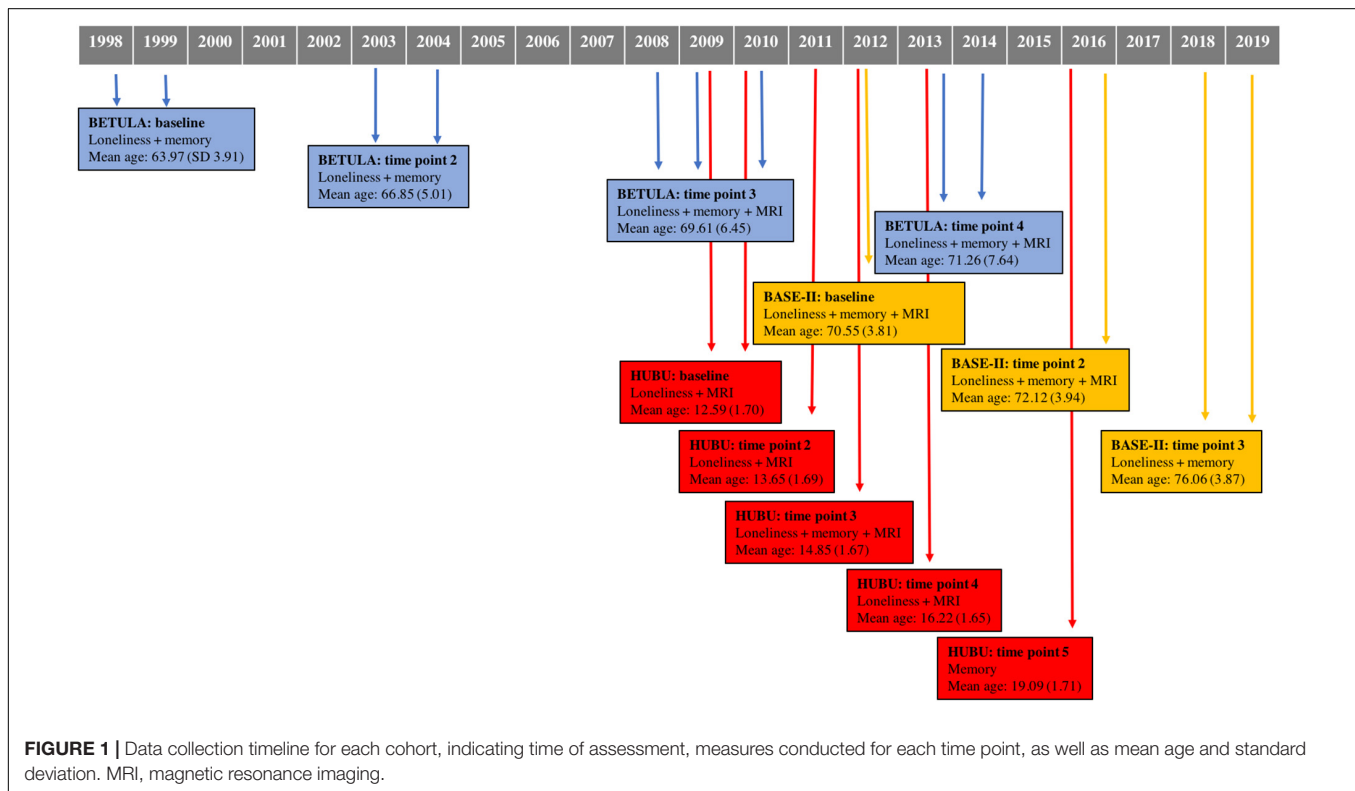 1998 1999 2000 2001 2002 2003 2004 2005 2006 2007 2008 2009 2010 2011 2012 2013 2014 2015 2016 2017 2018 2019
BETULA: baseline
Loneliness + memory
Mean age: 63.97 (SD 3.91)
BETULA: time point 2
Loneliness + memory
Mean age: 66.85 (5.01)
BETULA: time point 3
Loneliness + memory + MRI
Mean age: 69.61 (6.45)
BETULA: time point 4
Loneliness + memory + MRI
Mean age: 71.26 (7.64)
BASE-II: baseline
Loneliness + memory + MRI
Mean age: 70.55 (3.81)
BASE-II: time point 2
Loneliness + memory + MRI
Mean age: 72.12 (3.94)
BASE-II: time point 3
Loneliness + memory
Mean age: 76.06 (3.87)
HUBU: baseline
Loneliness + MRI
Mean age: 12.59 (1.70)
HUBU: time point 2
Loneliness + MRI
Mean age: 13.65 (1.69)
HUBU: time point 3
Loneliness + memory + MRI
Mean age: 14.85 (1.67)
HUBU: time point 4
Loneliness + MRI
Mean age: 16.22 (1.65)
HUBU: time point 5
Memory
Mean age: 19.09 (1.71)
FIGURE 1 | Data collection timeline for each cohort, indicating time of assessment, measures conducted for each time point, as well as mean age and standard
deviation. MRI, magnetic resonance imaging.